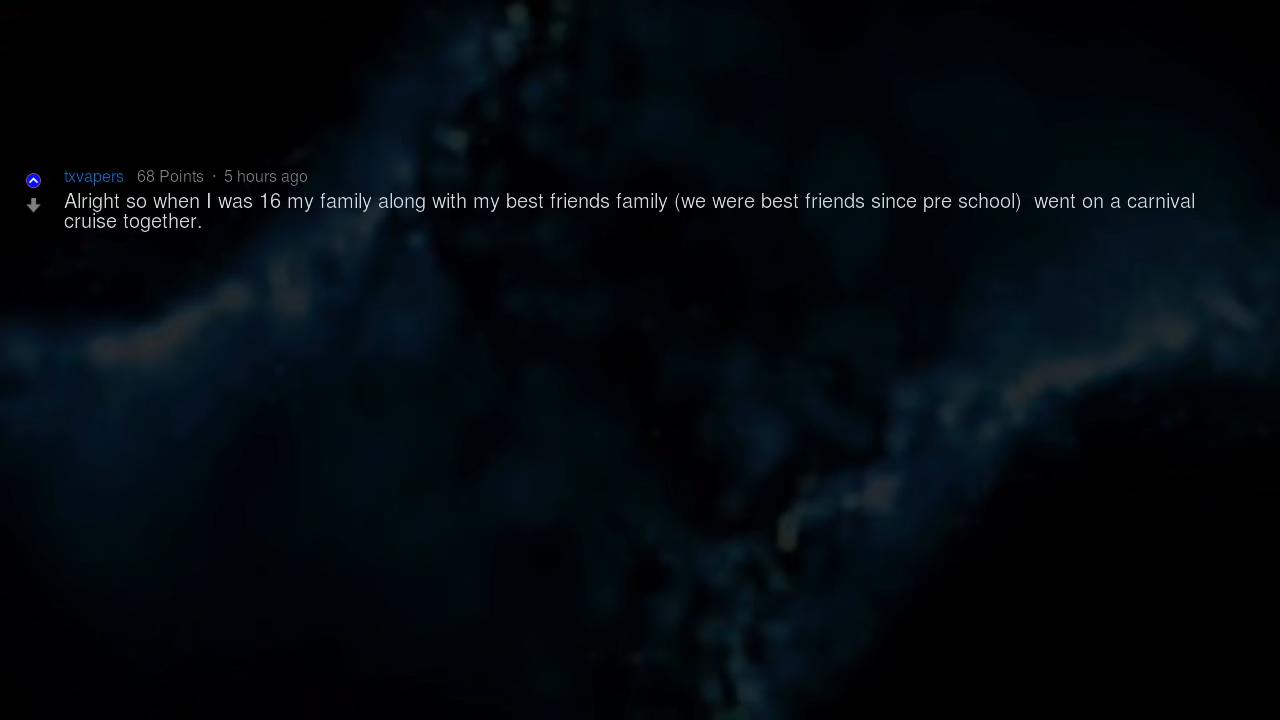 txvapers 68 Points · 5 hours ago
Alright so when I was 16 my family along with my best friends family (we were best friends since pre school)  went on a carnival
cruise together.